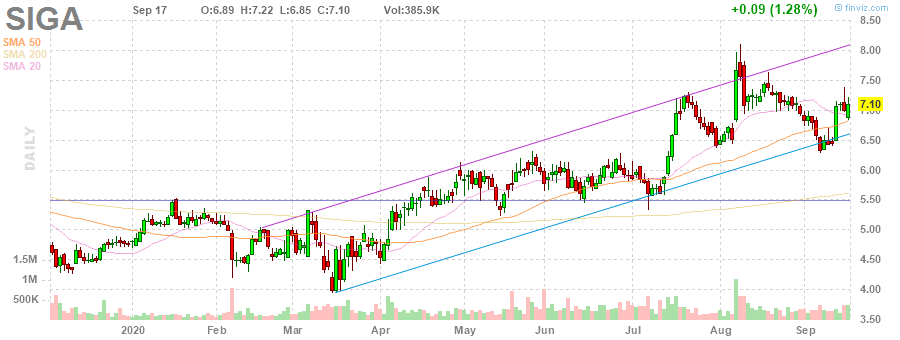 SIGA
Sep 17 O:6.89 H:7.22 L:6.85 C:7.10 Vol:385.9K +0.09 (1.28%)
finviz.com
SMA 50
SMA 200
SMA 20
DAILY
8.50
8.00
7.50
7.10
7.00
6.50
6.00
5.50
5.00
4.50
4.00
3.50
1.5M
1M
500K
2020 Feb Mar Apr May Jun Jul Aug Sep